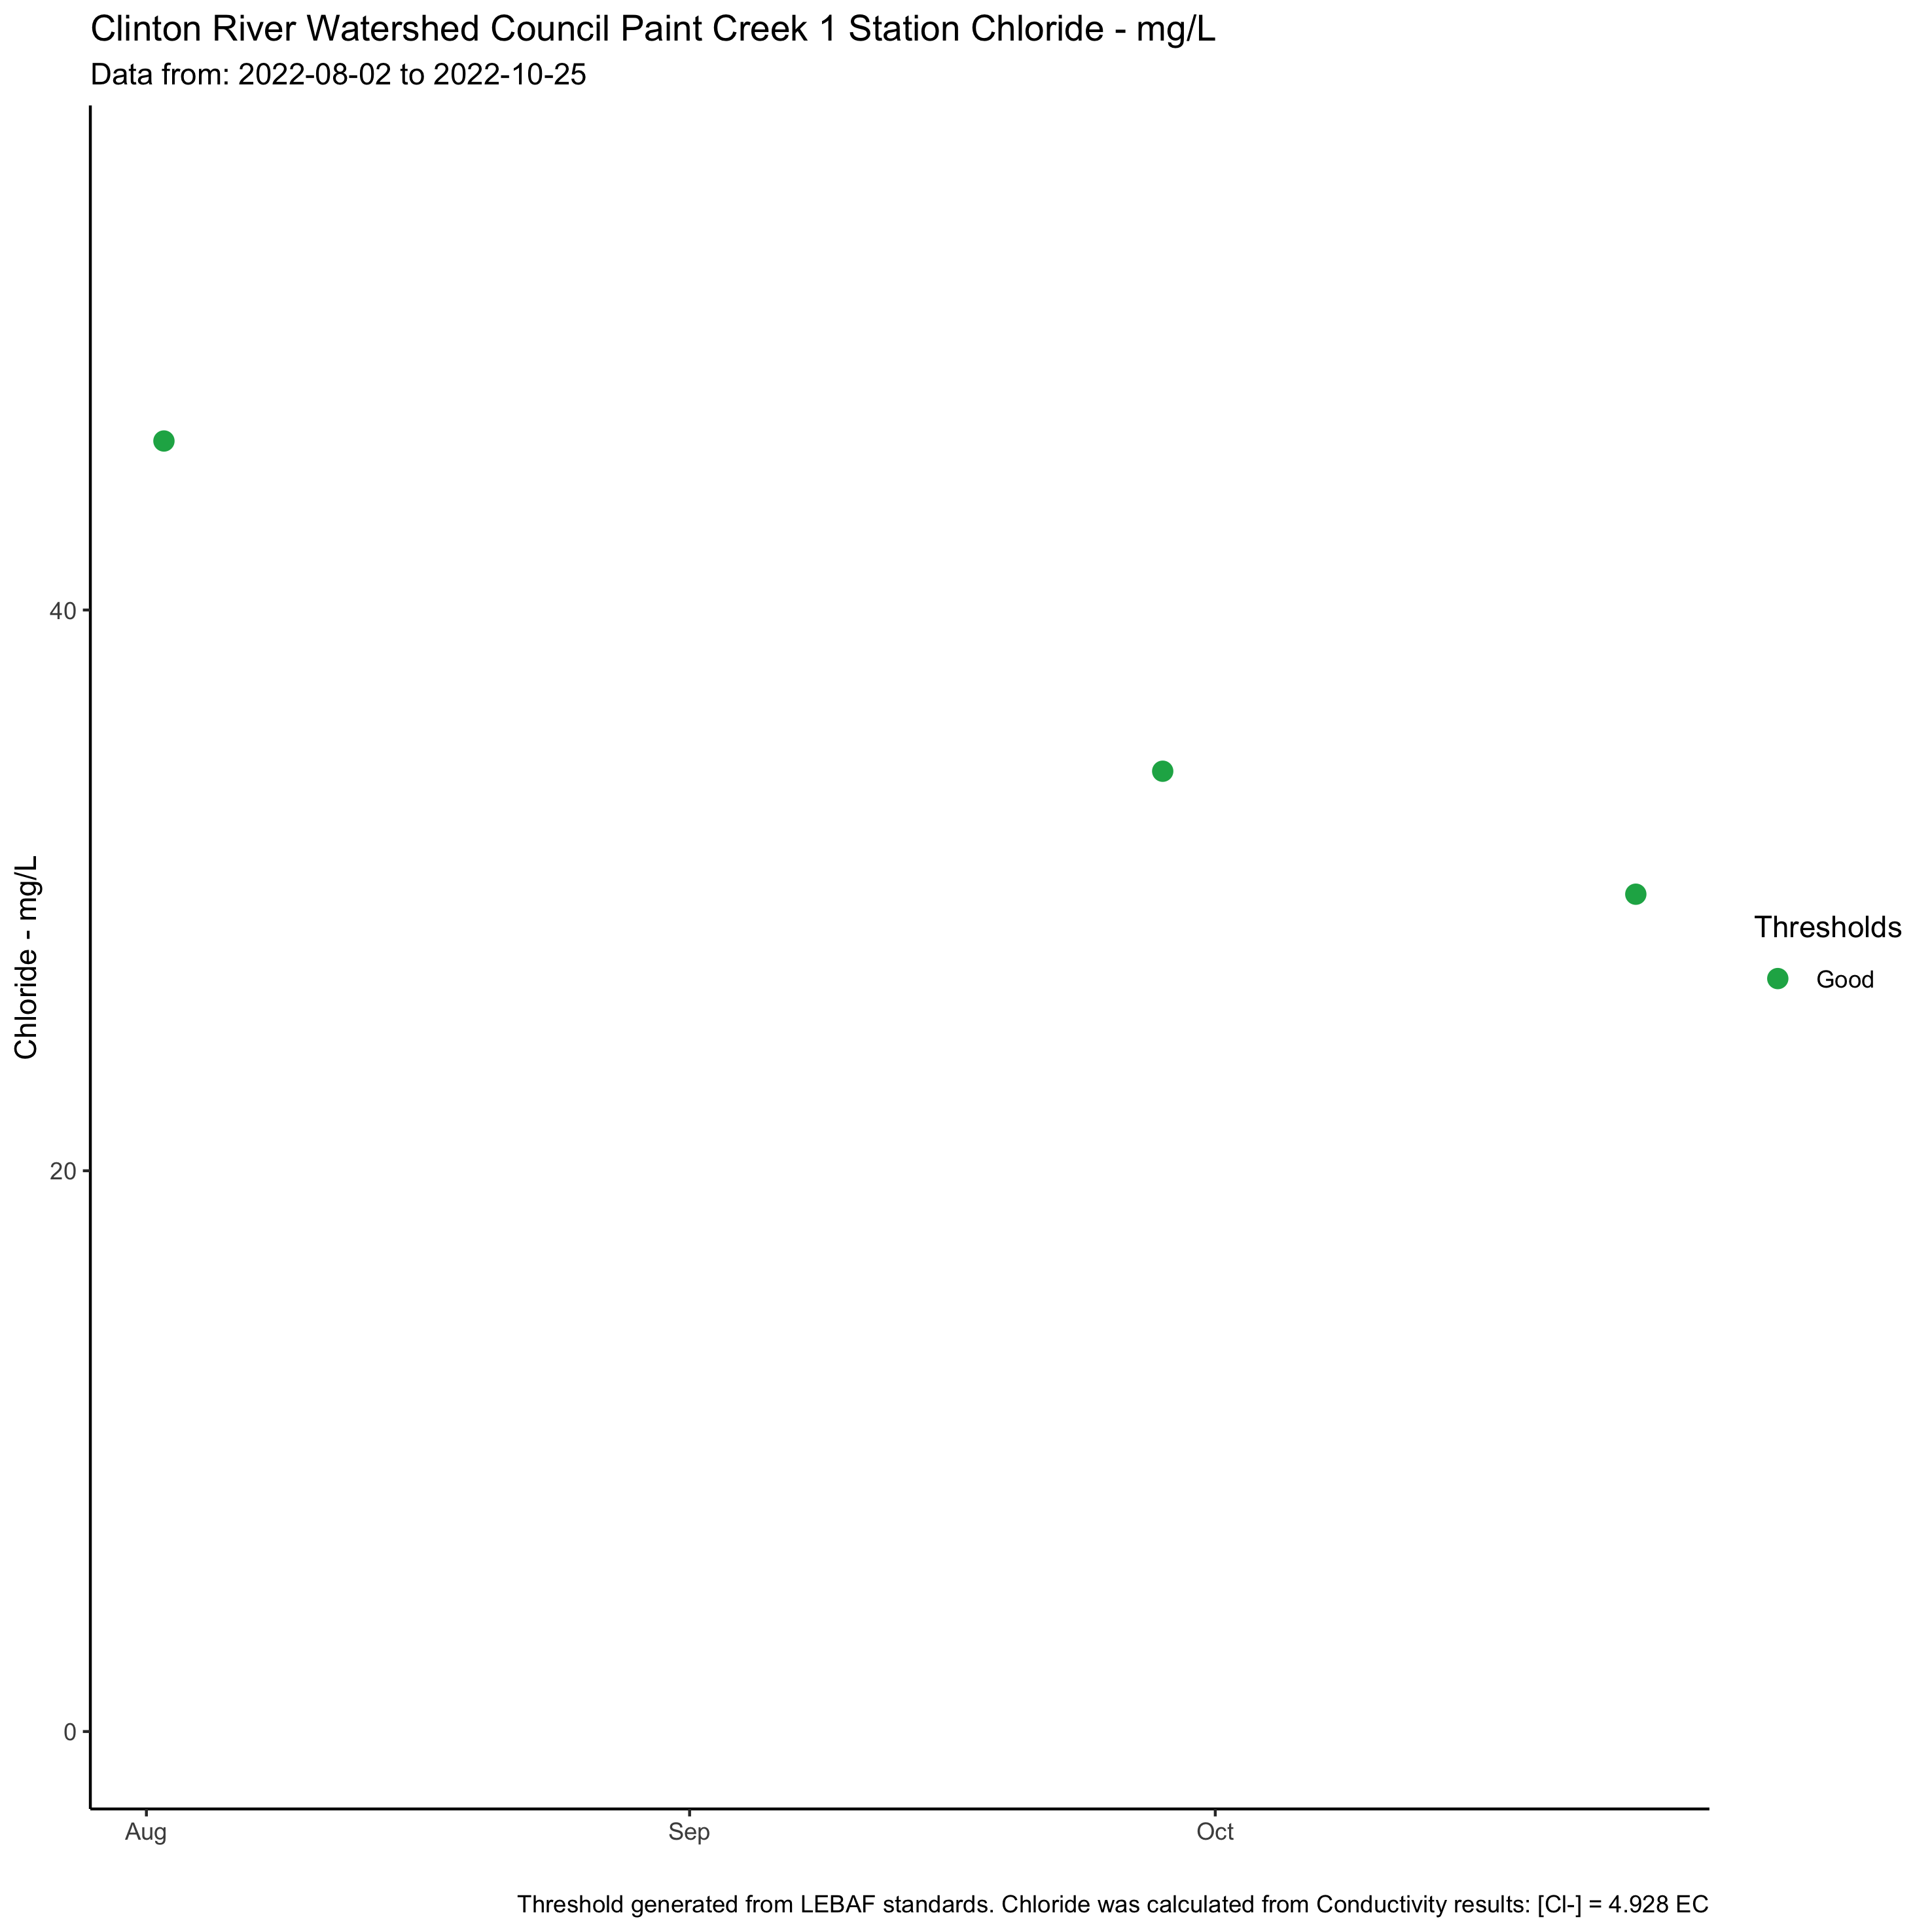 Clinton River Watershed Council Paint Creek 1 Station Chloride - mg/L
Data from: 2022-08-02 to 2022-10-25
Chloride - mg/L
40
20
0
Aug
Sep
Oct
Thresholds
Good
Threshold generated from LEBAF standards. Chloride was calculated from Conductivity results: [Cl-] = 4.928 EC